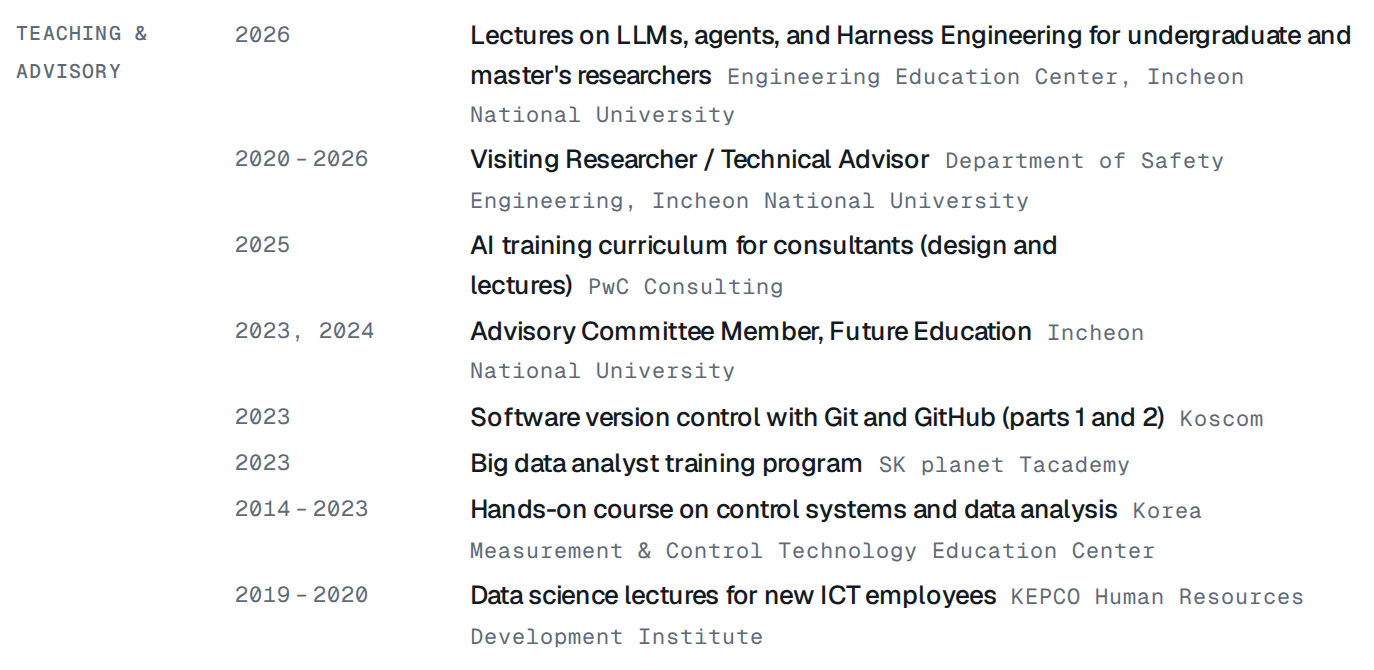 TEACHING &
ADVISORY
2026
Lectures on LLMs, agents, and Harness Engineering for undergraduate and
master's researchers Engineering Education Center, Incheon
National University
2020–2026
Visiting Researcher / Technical Advisor Department of Safety
Engineering, Incheon National University
2025
AI training curriculum for consultants (design and
lectures) PwC Consulting
2023, 2024
Advisory Committee Member, Future Education Incheon
National University
2023
Software version control with Git and GitHub (parts 1 and 2) Koscom
2023
Big data analyst training program SK planet Tacademy
2014–2023
Hands-on course on control systems and data analysis Korea
Measurement & Control Technology Education Center
2019–2020
Data science lectures for new ICT employees KEPCO Human Resources
Development Institute